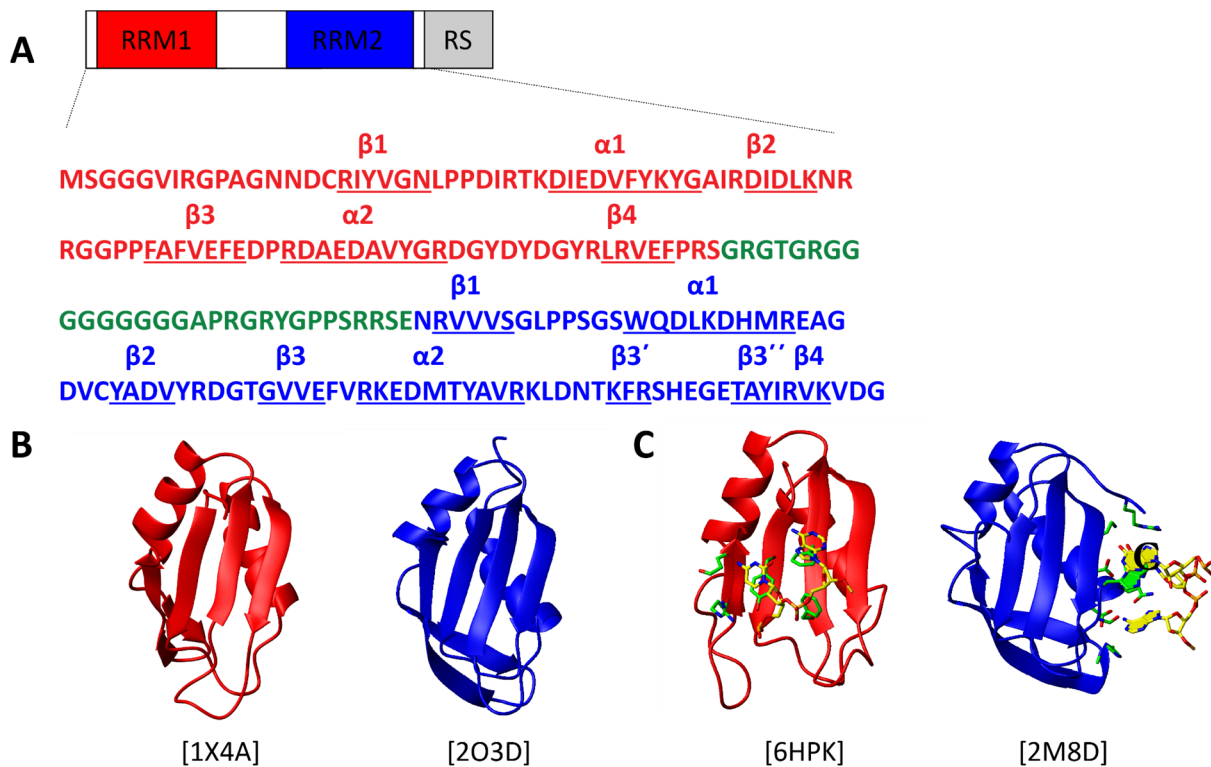 A
RRM1 RRM2 RS
β1 α1 β2
MSGGGVIRGPAGNNDCRIYVGNLPPDIRTKDIEDVFYKYGAIRDIDLKNR
β3 α2 β4
RGGPPFAFVEFEDPRDAEDAVYGRDGYDYDGYRLRVEFPRSGRGTGRGG
β1 α1
GGGGGGGAPRGRYGPPSRRSENRVVVSGLPPSGSWQDLKDHMREAG
β2 β3 α2 β3´ β3´´ β4
DVCYADVYRDGTGVVEFVRKEDMTYAVRKLDNTKFRSHEGETAYIRVKVDG
B C
[1X4A] [2O3D] [6HPK] [2M8D]